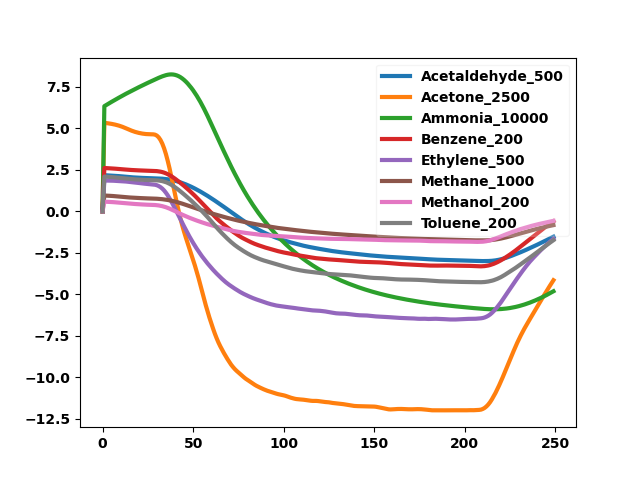 7.5
5.0
2.5
0.0
−2.5
−5.0
−7.5
−10.0
−12.5
0
50
100
150
200
250
Acetaldehyde_500
Acetone_2500
Ammonia_10000
Benzene_200
Ethylene_500
Methane_1000
Methanol_200
Toluene_200